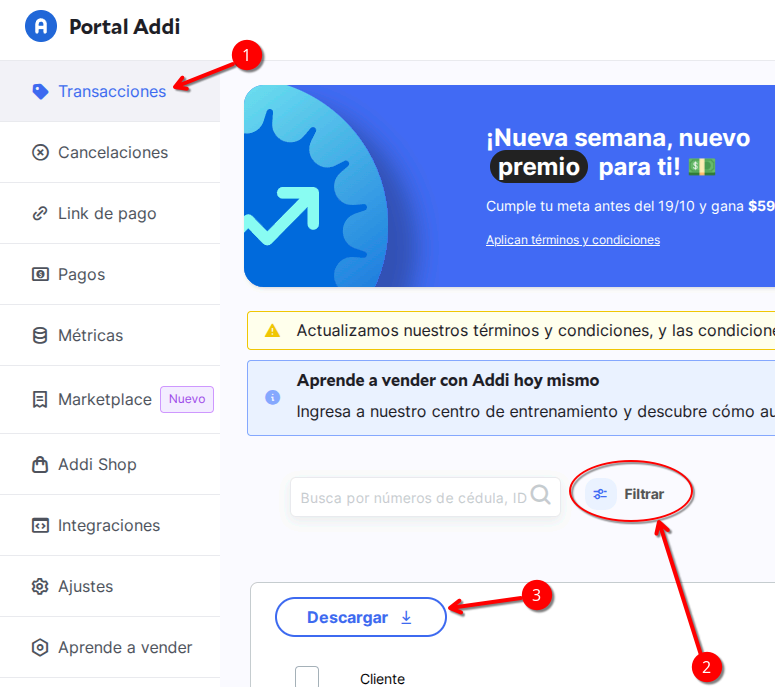 Portal Addi
1
Transacciones
Cancelaciones
Link de pago
Pagos
Métricas
Marketplace Nuevo
Addi Shop
Integraciones
Ajustes
Aprende a vender
¡Nueva semana, nuevo
premio para ti! 💵
Cumple tu meta antes del 19/10 y gana $59
Aplican términos y condiciones
Actualizamos nuestros términos y condiciones, y las condicione
Aprende a vender con Addi hoy mismo
Ingresa a nuestro centro de entrenamiento y descubre cómo au
Busca por números de cédula, ID
Filtrar
3
Descargar
2
Cliente